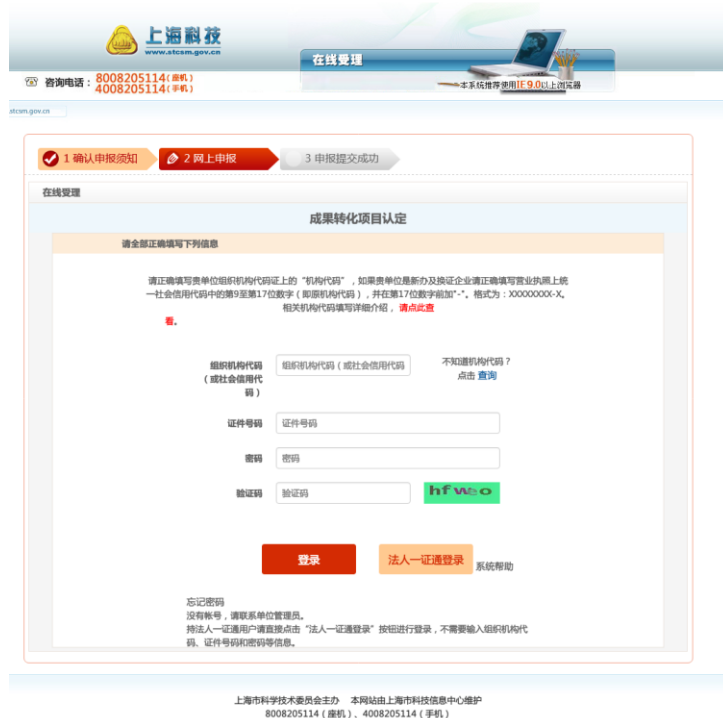 上海科技
www.stcsm.gov.cn
在线受理
咨询电话：8008205114(座机)
4008205114(手机)
本系统推荐使用IE9.0以上浏览器
stcsm.gov.cn
1 确认申报须知
2 网上申报
3 申报提交成功
在线受理
成果转化项目认定
请全部正确填写下列信息
请正确填写贵单位组织机构代码证上的“机构代码”，如果贵单位是新办及换证企业请正确填写营业执照上统
一社会信用代码中的第9至第17位数字（即原机构代码），并在第17位数字前加"-"。格式为：XXXXXXXX-X。
相关机构代码填写详细介绍，请点此查
看。
组织机构代码
（或社会信用代
码）
组织机构代码（或社会信用代码
不知道机构代码？
点击 查询
证件号码
证件号码
密码
密码
验证码
验证码
登录
法人一证通登录
系统帮助
忘记密码
没有帐号，请联系单位管理员。
持法人一证通用户请直接点击“法人一证通登录”按钮进行登录，不需要输入组织机构代
码、证件号码和密码等信息。
上海市科学技术委员会主办 本网站由上海市科技信息中心维护
8008205114（座机）、4008205114（手机）